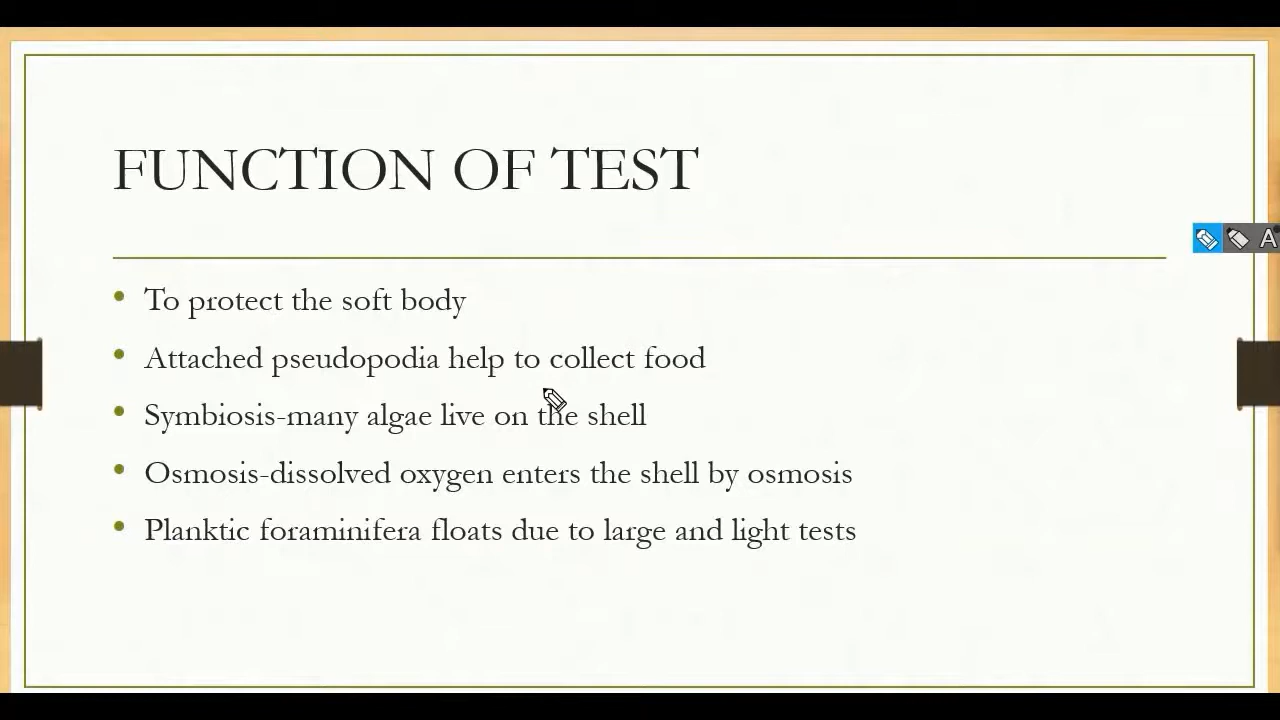 FUNCTION OF TEST
A
• To protect the soft body
• Attached pseudopodia help to collect food
• Symbiosis-many algae live on the shell
• Osmosis-dissolved oxygen enters the shell by osmosis
• Planktic foraminifera floats due to large and light tests